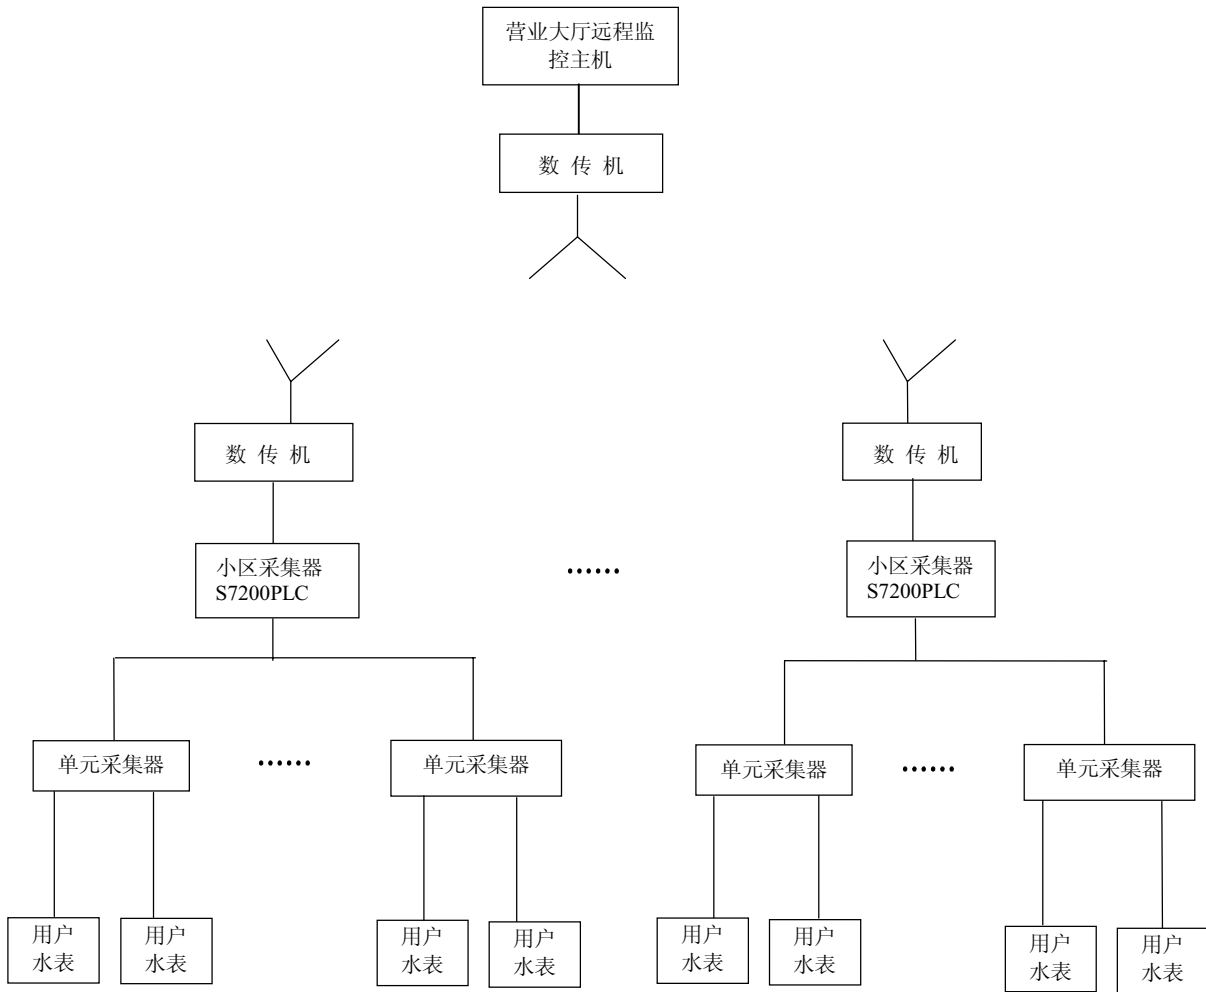 营业大厅远程监
控主机
数 传 机
数 传 机
数 传 机
小区采集器
S7200PLC
......
小区采集器
S7200PLC
单元采集器
......
单元采集器
单元采集器
......
单元采集器
用户
水表
用户
水表
用户
水表
用户
水表
用户
水表
用户
水表
用户
水表
用户
水表